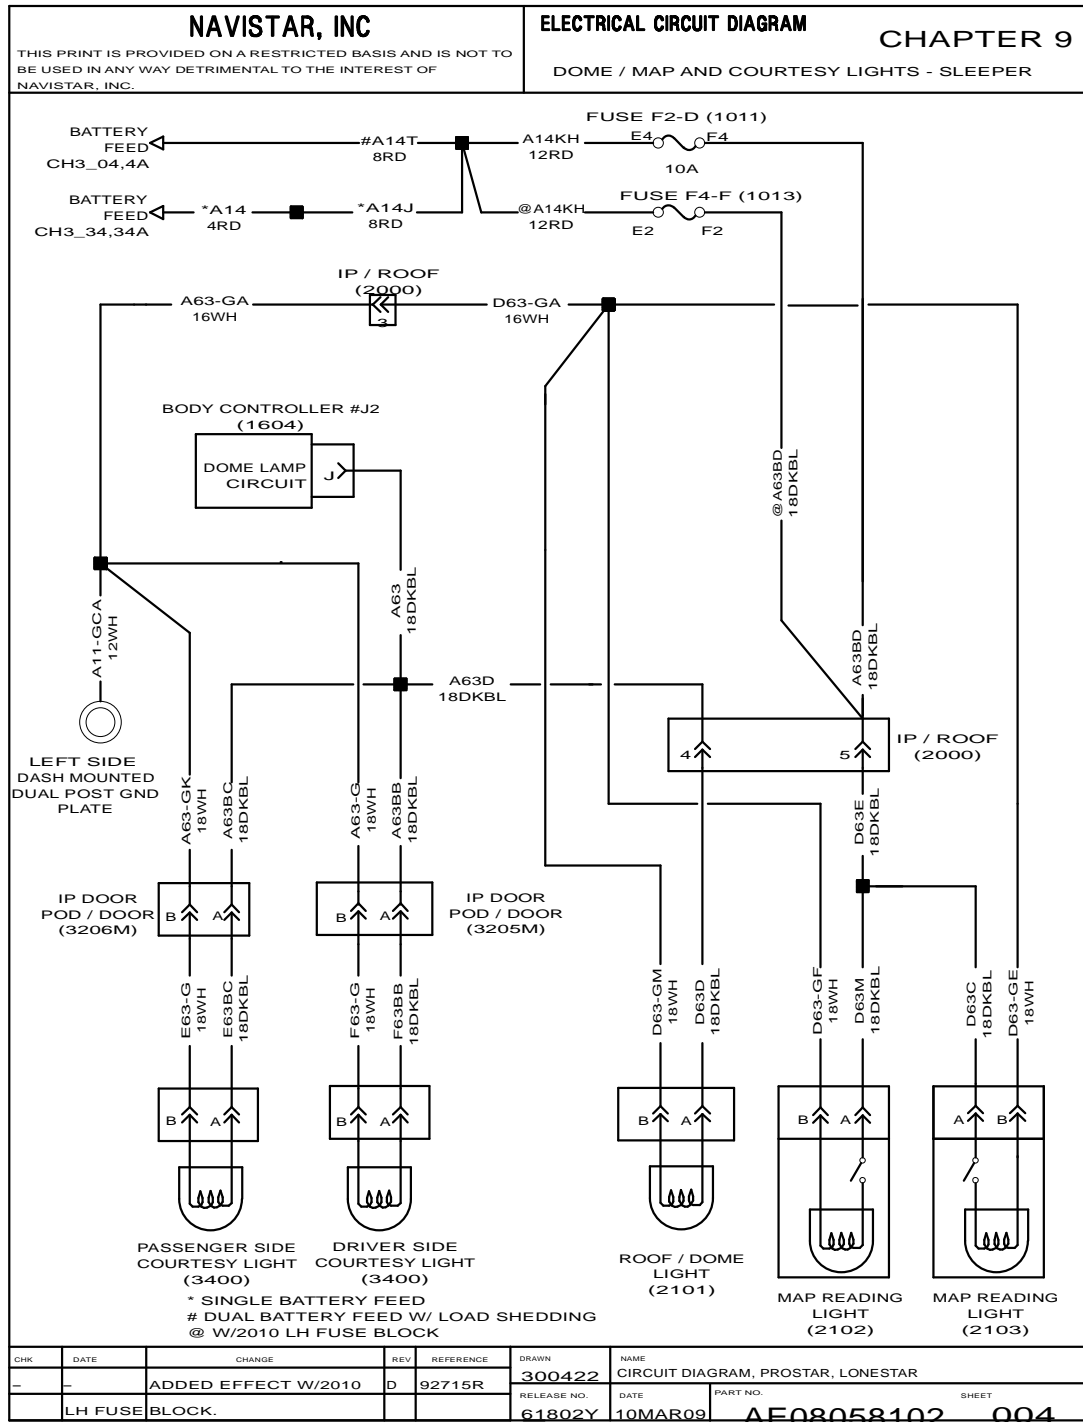 NAVISTAR, INC
THIS PRINT IS PROVIDED ON A RESTRICTED BASIS AND IS NOT TO
BE USED IN ANY WAY DETRIMENTAL TO THE INTEREST OF
NAVISTAR, INC.
ELECTRICAL CIRCUIT DIAGRAM
CHAPTER 9
DOME / MAP AND COURTESY LIGHTS - SLEEPER
BATTERY
FEED
CH3_04,4A
#A14T
8RD
A14KH
12RD
FUSE F2-D (1011)
E4
F4
10A
BATTERY
FEED
CH3_34,34A
*A14
4RD
*A14J
8RD
@A14KH
12RD
FUSE F4-F (1013)
E2
F2
IP / ROOF
(2000)
3
A63-GA
16WH
D63-GA
16WH
BODY CONTROLLER #J2
(1604)
DOME LAMP
CIRCUIT
J
@A63BD
18DKBL
A63
18DKBL
A11-GCA
12WH
A63BD
18DKBL
A63D
18DKBL
LEFT SIDE
DASH MOUNTED
DUAL POST GND
PLATE
IP / ROOF
(2000)
4
5
A63-GK
18WH
A63BC
18DKBL
A63-G
18WH
A63BB
18DKBL
D63E
18DKBL
IP DOOR
POD / DOOR
(3206M)
B
A
B
A
IP DOOR
POD / DOOR
(3205M)
E63-G
18WH
E63BC
18DKBL
F63-G
18WH
F63BB
18DKBL
D63-GM
18WH
D63D
18DKBL
D63-GF
18WH
D63M
18DKBL
D63C
18DKBL
D63-GE
18WH
B
A
B
A
B
A
B
A
A
B
PASSENGER SIDE
COURTESY LIGHT
(3400)
DRIVER SIDE
COURTESY LIGHT
(3400)
ROOF / DOME
LIGHT
(2101)
MAP READING
LIGHT
(2102)
MAP READING
LIGHT
(2103)
* SINGLE BATTERY FEED
# DUAL BATTERY FEED W/ LOAD SHEDDING
@ W/2010 LH FUSE BLOCK
CHK DATE CHANGE REV REFERENCE
– – ADDED EFFECT W/2010 D 92715R
LH FUSE BLOCK.
DRAWN
300422
NAME
CIRCUIT DIAGRAM, PROSTAR, LONESTAR
RELEASE NO.
61802Y
DATE
10MAR09
PART NO.
AE08058102
SHEET
004